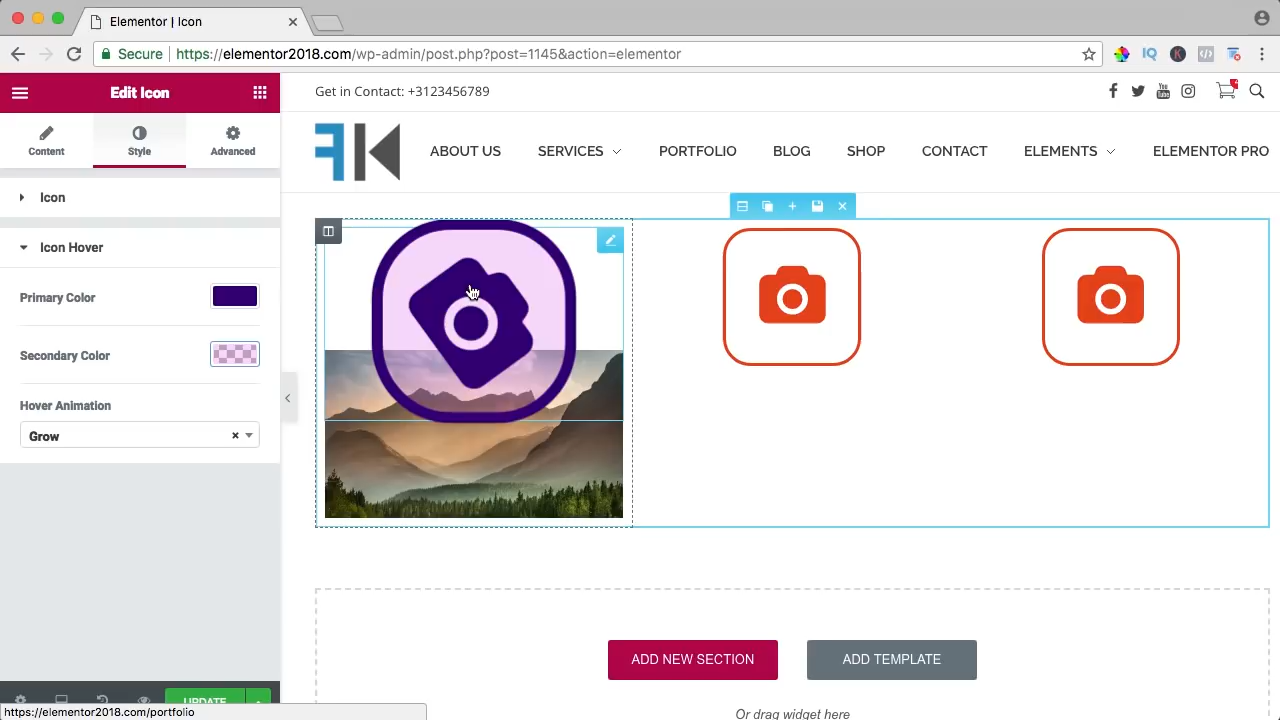 Elementor | Icon
Secure
https://elementor2018.com/wp-admin/post.php?post=1145&action=elementor
Edit Icon
Content
Style
Advanced
Icon
Icon Hover
Primary Color
Secondary Color
Hover Animation
Grow
UPDATE
https://elementor2018.com/portfolio
Get in Contact: +3123456789
FK
ABOUT US
SERVICES
PORTFOLIO
BLOG
SHOP
CONTACT
ELEMENTS
ELEMENTOR PRO
ADD NEW SECTION
ADD TEMPLATE
Or drag widget here